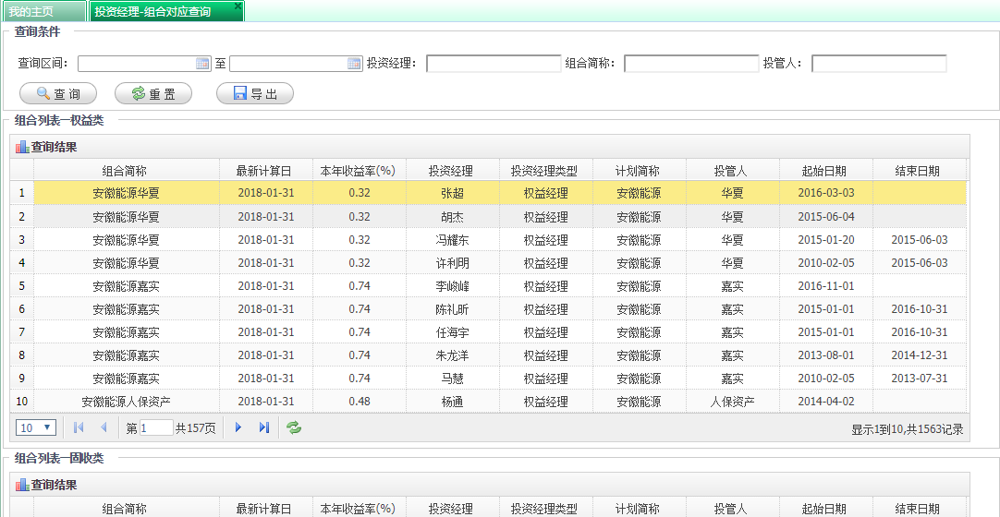 我的主页 投资经理-组合对应查询
查询条件
查询区间： 至 投资经理： 组合简称： 投管人：
查 询 重 置 导 出
组合列表—权益类
查询结果
组合简称 最新计算日 本年收益率(%) 投资经理 投资经理类型 计划简称 投管人 起始日期 结束日期
1 安徽能源华夏 2018-01-31 0.32 张超 权益经理 安徽能源 华夏 2016-03-03
2 安徽能源华夏 2018-01-31 0.32 胡杰 权益经理 安徽能源 华夏 2015-06-04
3 安徽能源华夏 2018-01-31 0.32 冯耀东 权益经理 安徽能源 华夏 2015-01-20 2015-06-03
4 安徽能源华夏 2018-01-31 0.32 许利明 权益经理 安徽能源 华夏 2010-02-05 2015-06-03
5 安徽能源嘉实 2018-01-31 0.74 李峻峰 权益经理 安徽能源 嘉实 2016-11-01
6 安徽能源嘉实 2018-01-31 0.74 陈礼昕 权益经理 安徽能源 嘉实 2015-01-01 2016-10-31
7 安徽能源嘉实 2018-01-31 0.74 任海宇 权益经理 安徽能源 嘉实 2015-01-01 2016-10-31
8 安徽能源嘉实 2018-01-31 0.74 朱龙洋 权益经理 安徽能源 嘉实 2013-08-01 2014-12-31
9 安徽能源嘉实 2018-01-31 0.74 马慧 权益经理 安徽能源 嘉实 2010-02-05 2013-07-31
10 安徽能源人保资产 2018-01-31 0.48 杨通 权益经理 安徽能源 人保资产 2014-04-02
10 第 1 共157页 显示1到10,共1563记录
组合列表—固收类
查询结果
组合简称 最新计算日 本年收益率(%) 投资经理 投资经理类型 计划简称 投管人 起始日期 结束日期